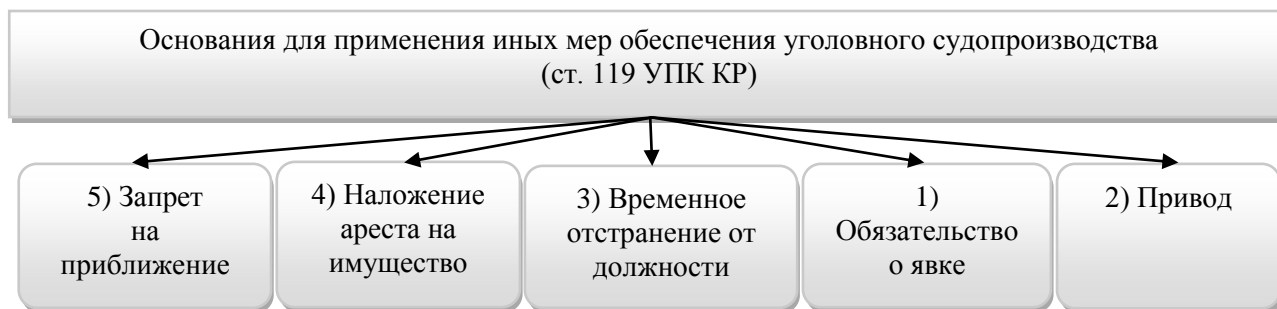 Основания для применения иных мер обеспечения уголовного судопроизводства
(ст. 119 УПК КР)
5) Запрет
на
приближение
4) Наложение
ареста на
имущество
3) Временное
отстранение от
должности
1)
Обязательство
о явке
2) Привод